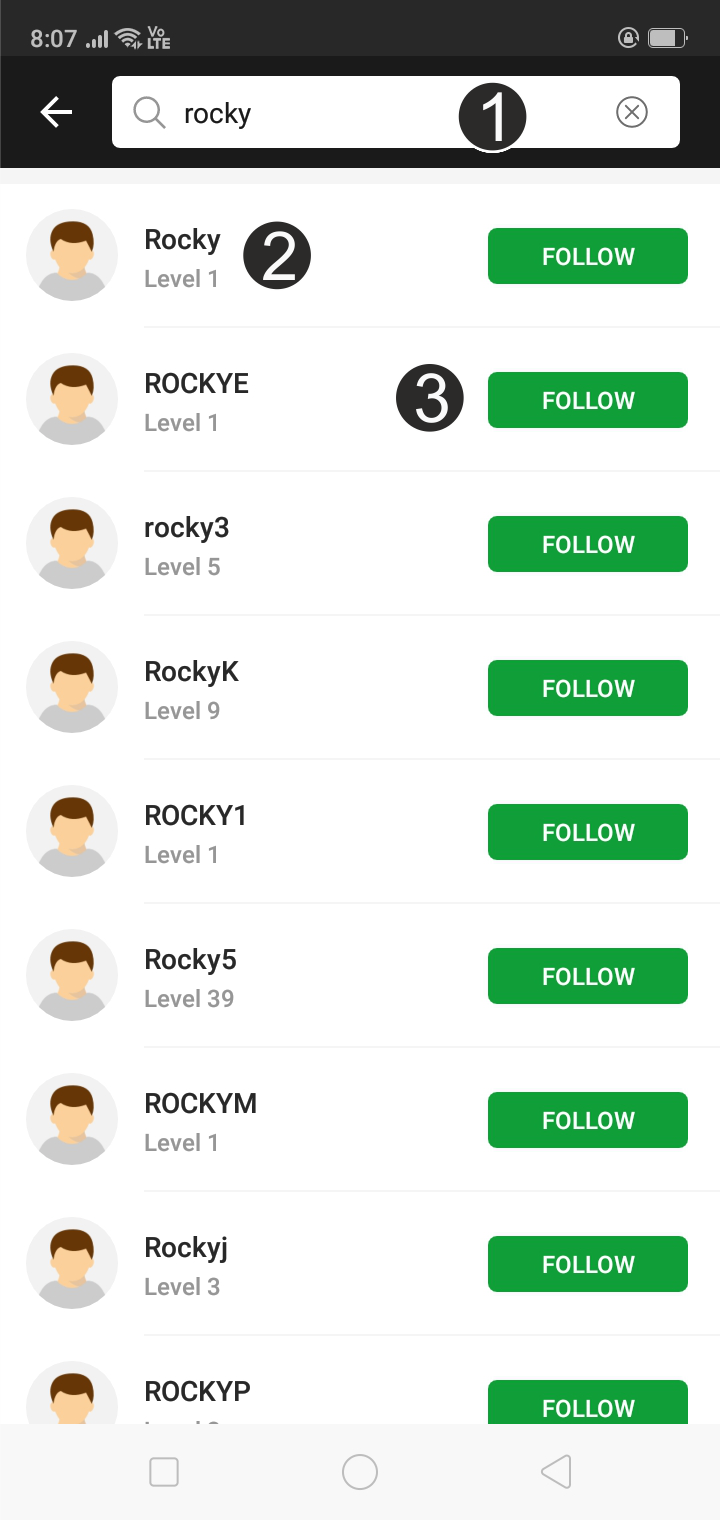 8:07 Vo LTE
rocky 1
Rocky 2
Level 1
FOLLOW
ROCKYE
Level 1
3 FOLLOW
rocky3
Level 5
FOLLOW
RockyK
Level 9
FOLLOW
ROCKY1
Level 1
FOLLOW
Rocky5
Level 39
FOLLOW
ROCKYM
Level 1
FOLLOW
Rockyj
Level 3
FOLLOW
ROCKYP
FOLLOW